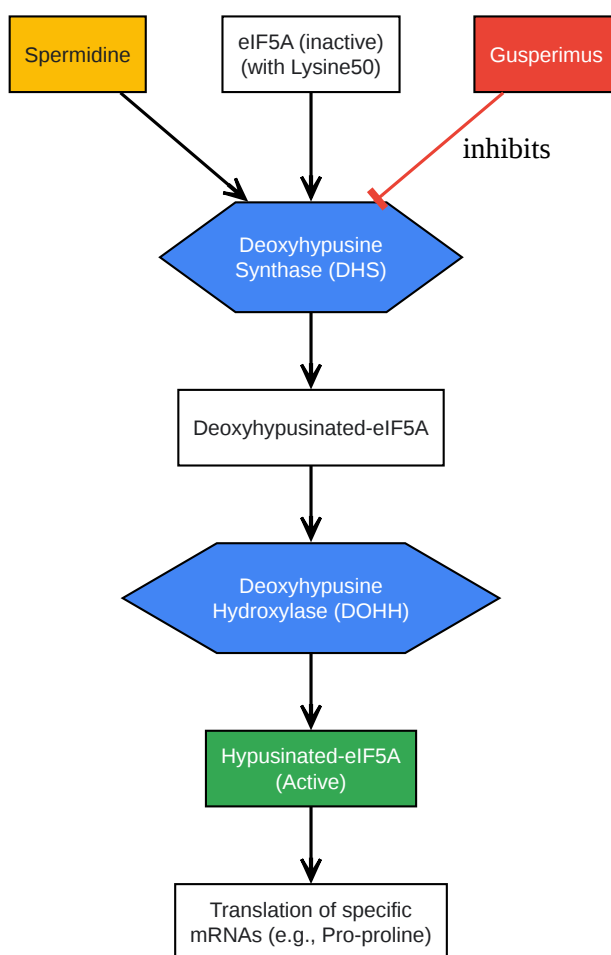 Spermidine
eIF5A (inactive)
(with Lysine50)
Gusperimus
inhibits
Deoxyhypusine
Synthase (DHS)
Deoxyhypusinated-eIF5A
Deoxyhypusine
Hydroxylase (DOHH)
Hypusinated-eIF5A
(Active)
Translation of specific
mRNAs (e.g., Pro-proline)